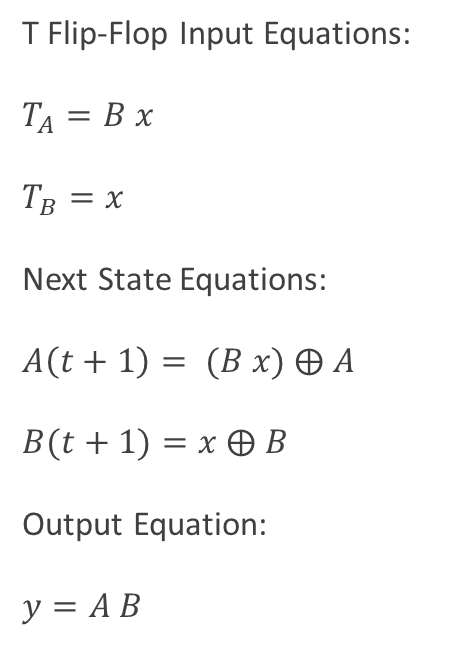 T Flip-Flop Input Equations:
T_A = B x
T_B = x
Next State Equations:
A(t + 1) = (B x) ⊕ A
B(t + 1) = x ⊕ B
Output Equation:
y = A B